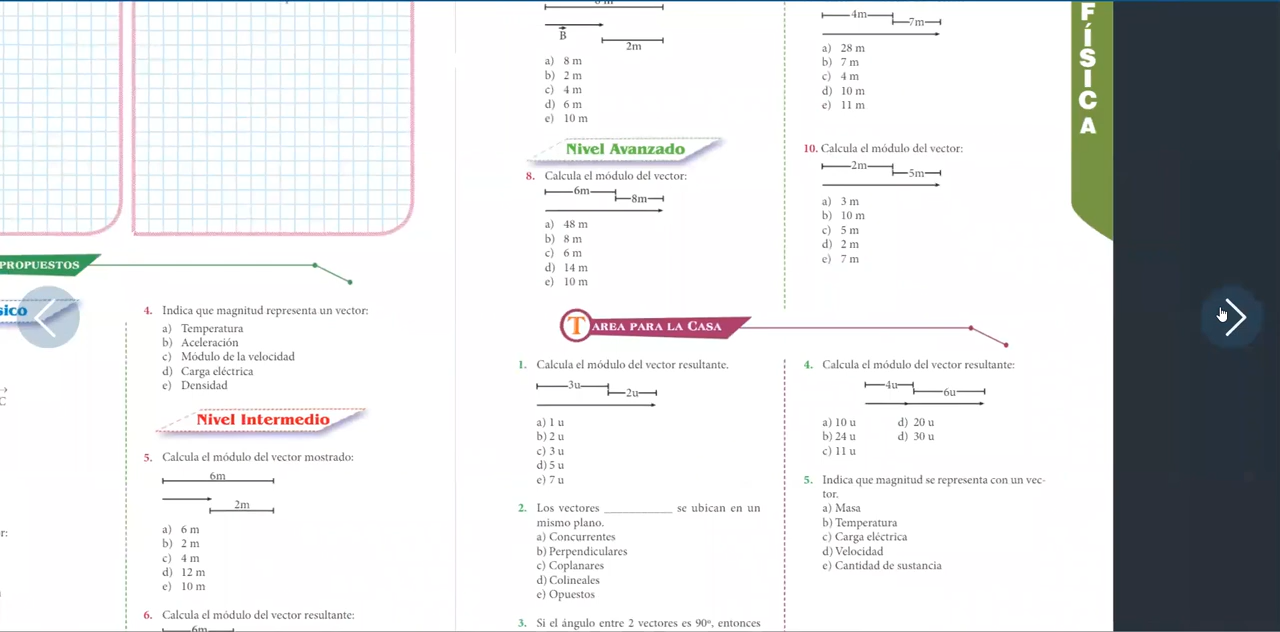 PROPUESTOS
sico
C
r:
4. Indica que magnitud representa un vector:
a) Temperatura
b) Aceleración
c) Módulo de la velocidad
d) Carga eléctrica
e) Densidad
Nivel Intermedio
5. Calcula el módulo del vector mostrado:
6m
2m
a) 6 m
b) 2 m
c) 4 m
d) 12 m
e) 10 m
6. Calcula el módulo del vector resultante:
6m
B
2m
a) 8 m
b) 2 m
c) 4 m
d) 6 m
e) 10 m
Nivel Avanzado
8. Calcula el módulo del vector:
6m
8m
a) 48 m
b) 8 m
c) 6 m
d) 14 m
e) 10 m
4m
7m
a) 28 m
b) 7 m
c) 4 m
d) 10 m
e) 11 m
10. Calcula el módulo del vector:
2m
5m
a) 3 m
b) 10 m
c) 5 m
d) 2 m
e) 7 m
TAREA PARA LA CASA
1. Calcula el módulo del vector resultante.
3u
2u
a) 1 u
b) 2 u
c) 3 u
d) 5 u
e) 7 u
2. Los vectores ____________ se ubican en un
mismo plano.
a) Concurrentes
b) Perpendiculares
c) Coplanares
d) Colineales
e) Opuestos
3. Si el ángulo entre 2 vectores es 90º, entonces
4. Calcula el módulo del vector resultante:
4u
6u
a) 10 u d) 20 u
b) 24 u d) 30 u
c) 11 u
5. Indica que magnitud se representa con un vec-
tor.
a) Masa
b) Temperatura
c) Carga eléctrica
d) Velocidad
e) Cantidad de sustancia
FÍSICA